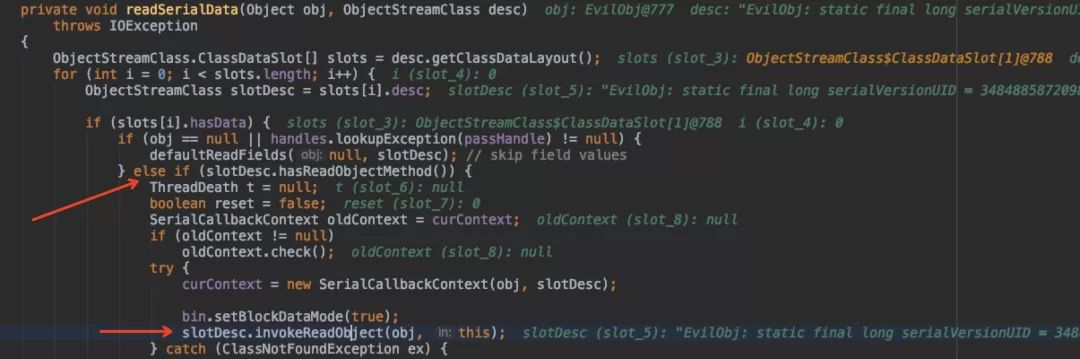 private void readSerialData(Object obj, ObjectStreamClass desc)  obj: EvilObj@777  desc: "EvilObj: static final long serialVersionUID =
throws IOException
{
ObjectStreamClass.ClassDataSlot[] slots = desc.getClassDataLayout();  slots (slot_3): ObjectStreamClass$ClassDataSlot[1]@788  de
for (int i = 0; i < slots.length; i++) {  i (slot_4): 0
ObjectStreamClass slotDesc = slots[i].desc;  slotDesc (slot_5): "EvilObj: static final long serialVersionUID = 3484885872098
if (slots[i].hasData) {  slots (slot_3): ObjectStreamClass$ClassDataSlot[1]@788  i (slot_4): 0
if (obj == null || handles.lookupException(passHandle) != null) {
defaultReadFields( obj: null, slotDesc); // skip field values
} else if (slotDesc.hasReadObjectMethod()) {
ThreadDeath t = null;  t (slot_6): null
boolean reset = false;  reset (slot_7): 0
SerialCallbackContext oldContext = curContext;  oldContext (slot_8): null
if (oldContext != null)
oldContext.check();  oldContext (slot_8): null
try {
curContext = new SerialCallbackContext(obj, slotDesc);
bin.setBlockDataMode(true);
slotDesc.invokeReadObject(obj, in: this);  slotDesc (slot_5): "EvilObj: static final long serialVersionUID = 348
} catch (ClassNotFoundException ex) {